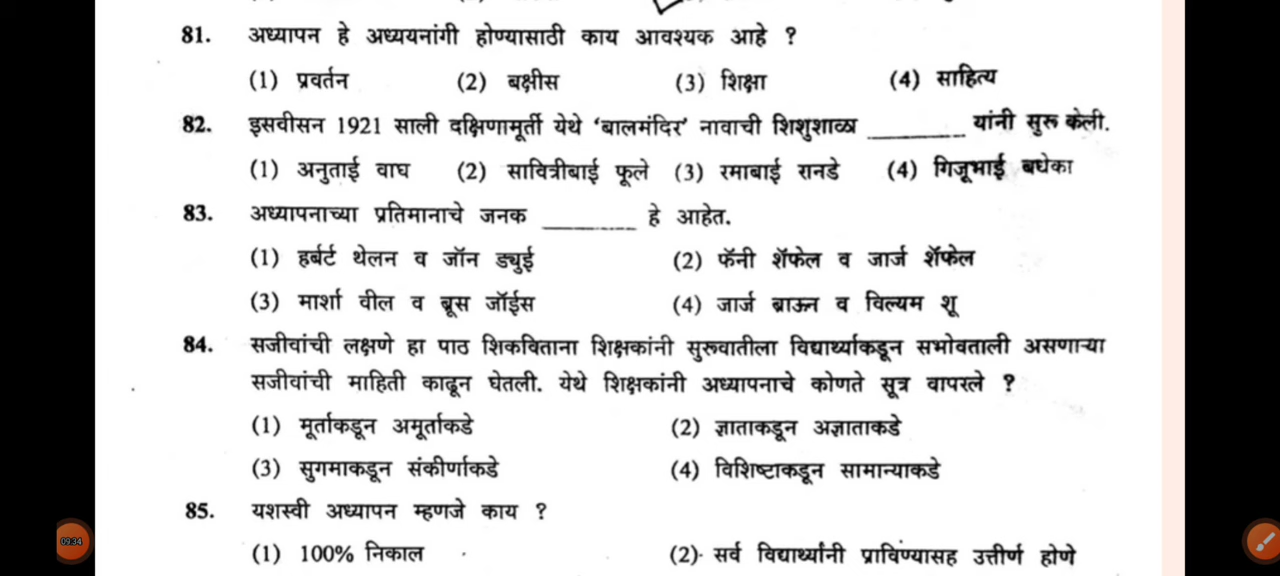 81. अध्यापन हे अध्ययनांगी होण्यासाठी काय आवश्यक आहे ?
(1) प्रवर्तन (2) बक्षीस (3) शिक्षा (4) साहित्य
82. इसवीसन 1921 साली दक्षिणामूर्ती येथे 'बालमंदिर' नावाची शिशुशाळा ________ यांनी सुरू केली.
(1) अनुताई वाघ (2) सावित्रीबाई फूले (3) रमाबाई रानडे (4) गिजूभाई बधेका
83. अध्यापनाच्या प्रतिमानाचे जनक ________ हे आहेत.
(1) हर्बर्ट थेलन व जॉन ड्युई (2) फॅनी शॅफेल व जार्ज शॅफेल
(3) मार्शा वील व ब्रूस जॉईस (4) जार्ज ब्राऊन व विल्यम शू
84. सजीवांची लक्षणे हा पाठ शिकविताना शिक्षकांनी सुरूवातीला विद्यार्थ्याकडून सभोवताली असणाऱ्या
सजीवांची माहिती काढून घेतली. येथे शिक्षकांनी अध्यापनाचे कोणते सूत्र वापरले ?
(1) मूर्ताकडून अमूर्ताकडे (2) ज्ञाताकडून अज्ञाताकडे
(3) सुगमाकडून संकीर्णाकडे (4) विशिष्टाकडून सामान्याकडे
85. यशस्वी अध्यापन म्हणजे काय ?
(1) 100% निकाल (2) सर्व विद्यार्थ्यांनी प्राविण्यासह उत्तीर्ण होणे
09:34